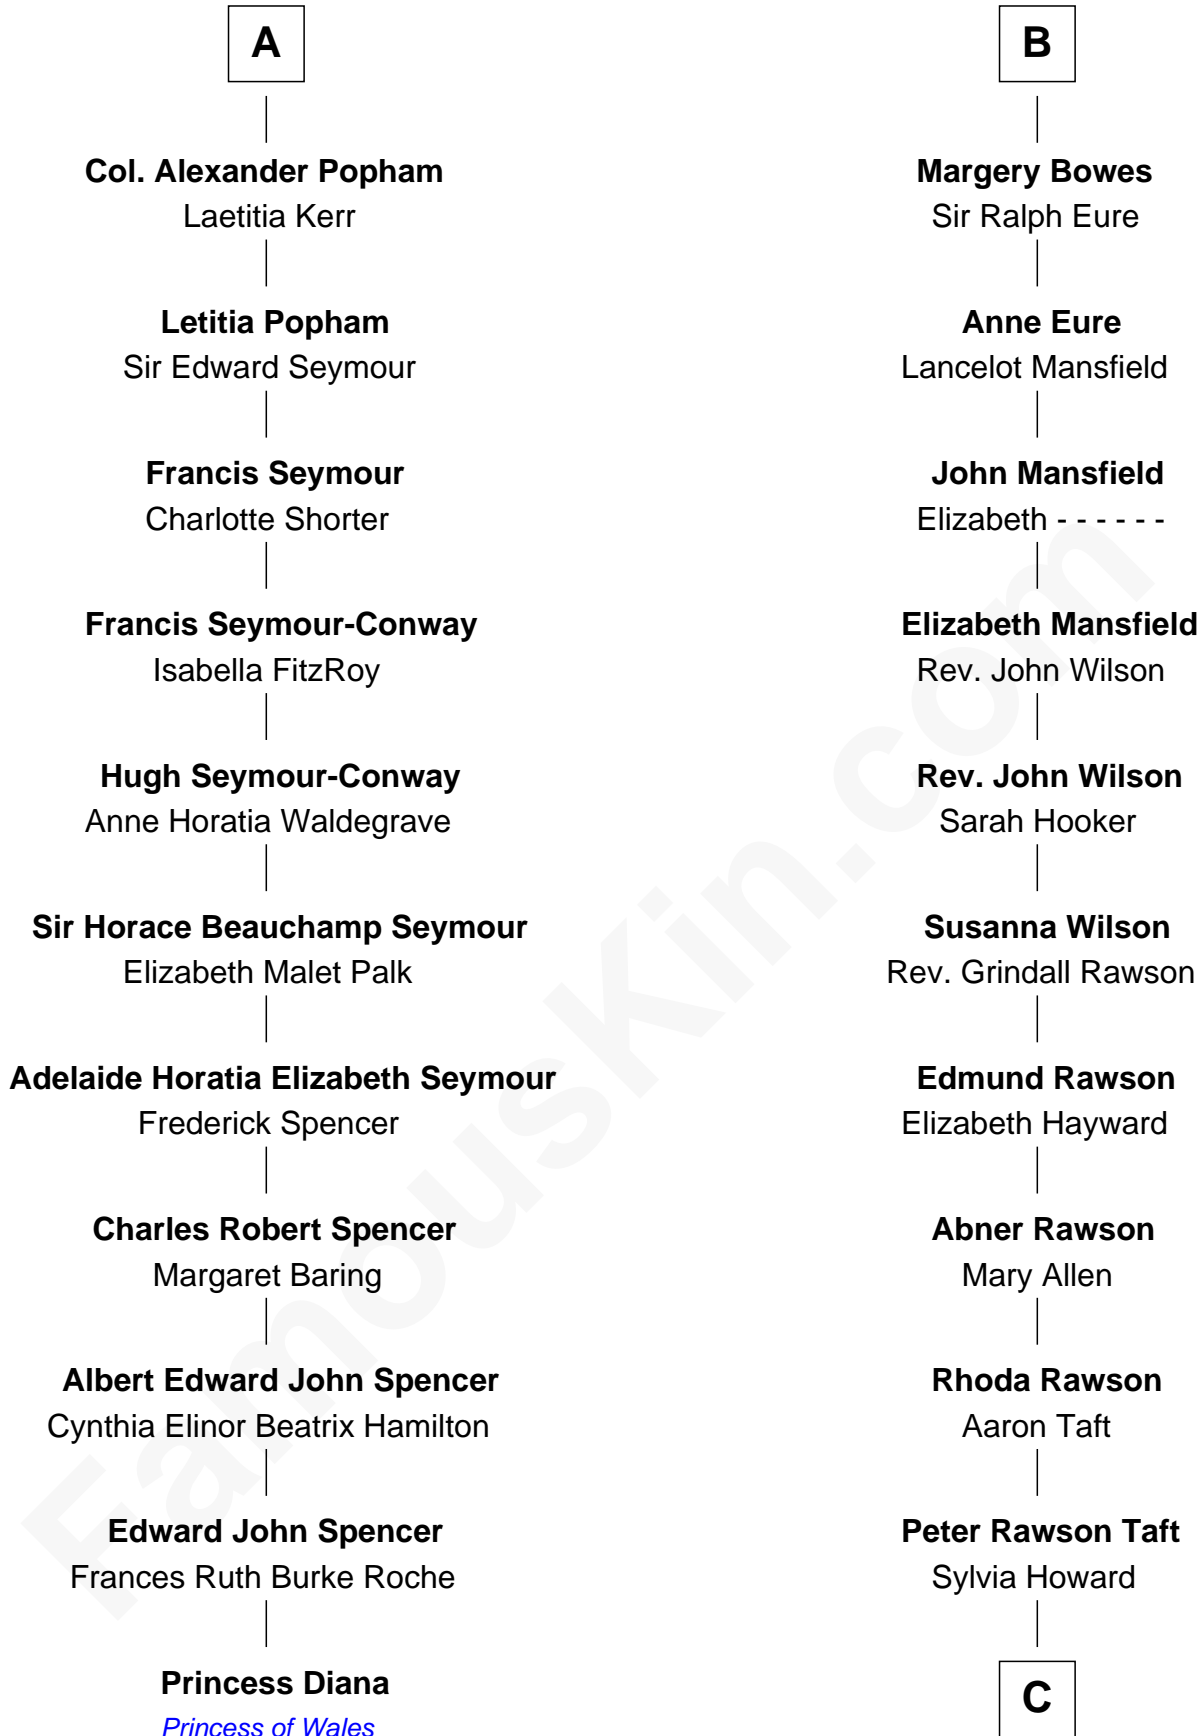 A
Col. Alexander Popham
Laetitia Kerr
Letitia Popham
Sir Edward Seymour
Francis Seymour
Charlotte Shorter
Francis Seymour-Conway
Isabella FitzRoy
Hugh Seymour-Conway
Anne Horatia Waldegrave
Sir Horace Beauchamp Seymour
Elizabeth Malet Palk
Adelaide Horatia Elizabeth Seymour
Frederick Spencer
Charles Robert Spencer
Margaret Baring
Albert Edward John Spencer
Cynthia Elinor Beatrix Hamilton
Edward John Spencer
Frances Ruth Burke Roche
Princess Diana
Princess of Wales
B
Margery Bowes
Sir Ralph Eure
Anne Eure
Lancelot Mansfield
John Mansfield
Elizabeth - - - - - -
Elizabeth Mansfield
Rev. John Wilson
Rev. John Wilson
Sarah Hooker
Susanna Wilson
Rev. Grindall Rawson
Edmund Rawson
Elizabeth Hayward
Abner Rawson
Mary Allen
Rhoda Rawson
Aaron Taft
Peter Rawson Taft
Sylvia Howard
C
FamousKin.com